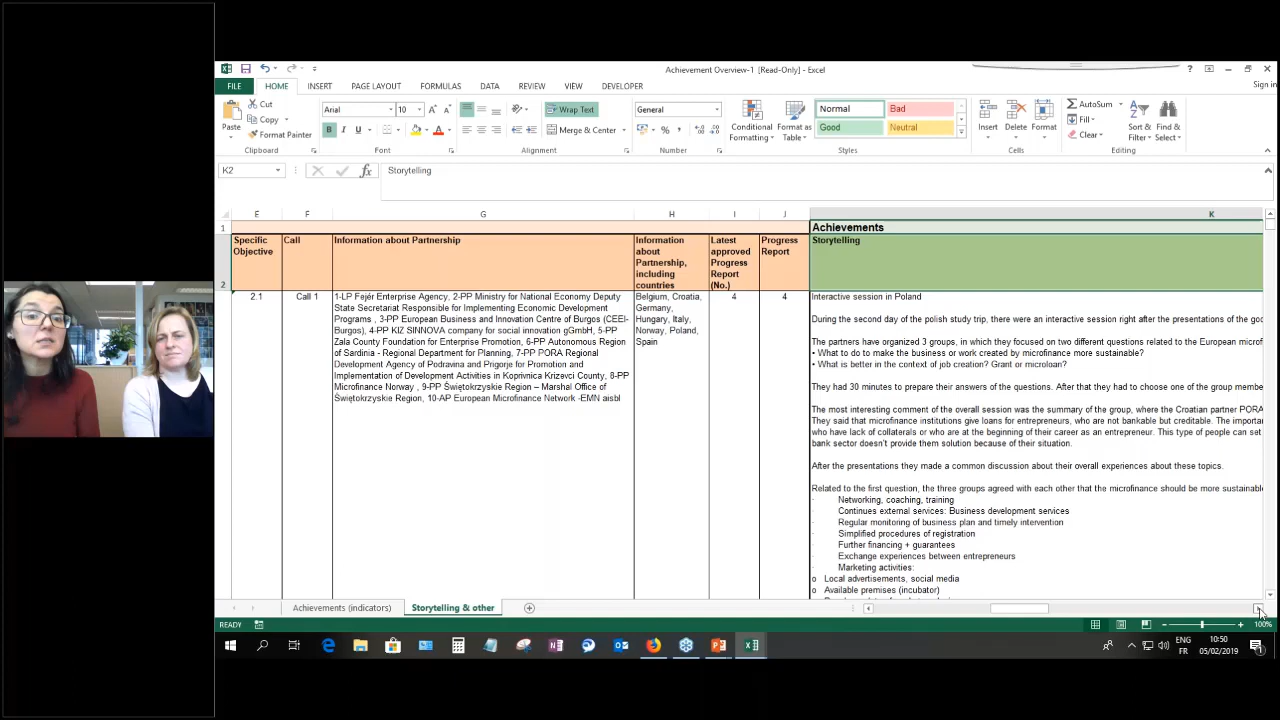 Achievement Overview-1 [Read-Only] - Excel
?
FILE HOME INSERT PAGE LAYOUT FORMULAS DATA REVIEW VIEW DEVELOPER
Sign in
Paste
Cut
Copy
Format Painter
Clipboard
Arial 10
B I U
Font
Wrap Text
Merge & Center
Alignment
General
Number
Conditional Formatting
Format as Table
Normal Bad
Good Neutral
Styles
Insert Delete Format
Cells
AutoSum
Fill
Clear
Sort & Filter
Find & Select
Editing
K2
Storytelling
E F G H I J K
1
Achievements
2
Specific Objective
Call
Information about Partnership
Information about Partnership, including countries
Latest approved Progress Report (No.)
Progress Report
Storytelling
2.1
Call 1
1-LP Fejér Enterprise Agency, 2-PP Ministry for National Economy Deputy
State Secretariat Responsible for Implementing Economic Development
Programs , 3-PP European Business and Innovation Centre of Burgos (CEEI-
Burgos), 4-PP KIZ SINNOVA company for social innovation gGmbH, 5-PP
Zala County Foundation for Enterprise Promotion, 6-PP Autonomous Region
of Sardinia - Regional Department for Planning, 7-PP PORA Regional
Development Agency of Podravina and Prigorje for Promotion and
Implementation of Development Activities in Koprivnica Krizevci County, 8-PP
Microfinance Norway , 9-PP Świętokrzyskie Region – Marshal Office of
Świętokrzyskie Region, 10-AP European Microfinance Network -EMN aisbl
Belgium, Croatia,
Germany,
Hungary, Italy,
Norway, Poland,
Spain
4
4
Interactive session in Poland
During the second day of the polish study trip, there were an interactive session right after the presentations of the goo
The partners have organized 3 groups, in which they focused on two different questions related to the European microf
• What to do to make the business or work created by microfinance more sustainable?
• What is better in the context of job creation? Grant or microloan?
They had 30 minutes to prepare their answers of the questions. After that they had to choose one of the group membe
The most interesting comment of the overall session was the summary of the group, where the Croatian partner PORA
They said that microfinance institutions give loans for entrepreneurs, who are not bankable but creditable. The importa
who have lack of collaterals or who are at the beginning of their career as an entrepreneur. This type of people can set
bank sector doesn't provide them solution because of their situation.
After the presentations they made a common discussion about their overall experiences about these topics.
Related to the first question, the three groups agreed with each other that the microfinance should be more sustainabl
· Networking, coaching, training
· Continues external services: Business development services
· Regular monitoring of business plan and timely intervention
· Simplified procedures of registration
· Further financing + guarantees
· Exchange experiences between entrepreneurs
· Marketing activities:
o Local advertisements, social media
o Available premises (incubator)
Achievements (indicators) Storytelling & other
READY
100%
ENG 10:50
FR 05/02/2019